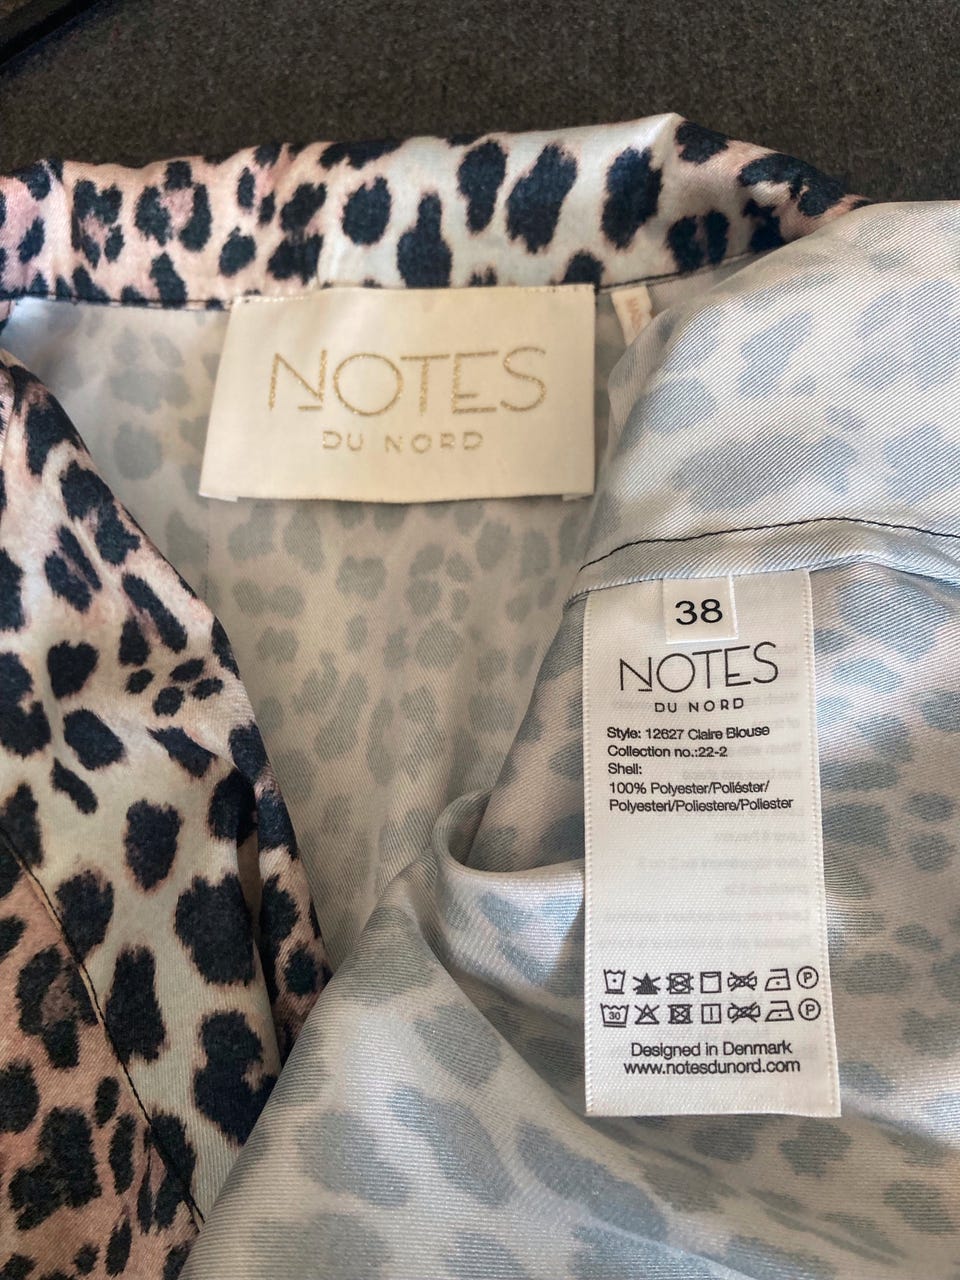 NOTES
DU NORD
38
NOTES
DU NORD
Style: 12627 Claire Blouse
Collection no.:22-2
Shell:
100% Polyester/Poliéster/
Polyesteri/Poliestere/Poliester
P
30 P
Designed in Denmark
www.notesdunord.com